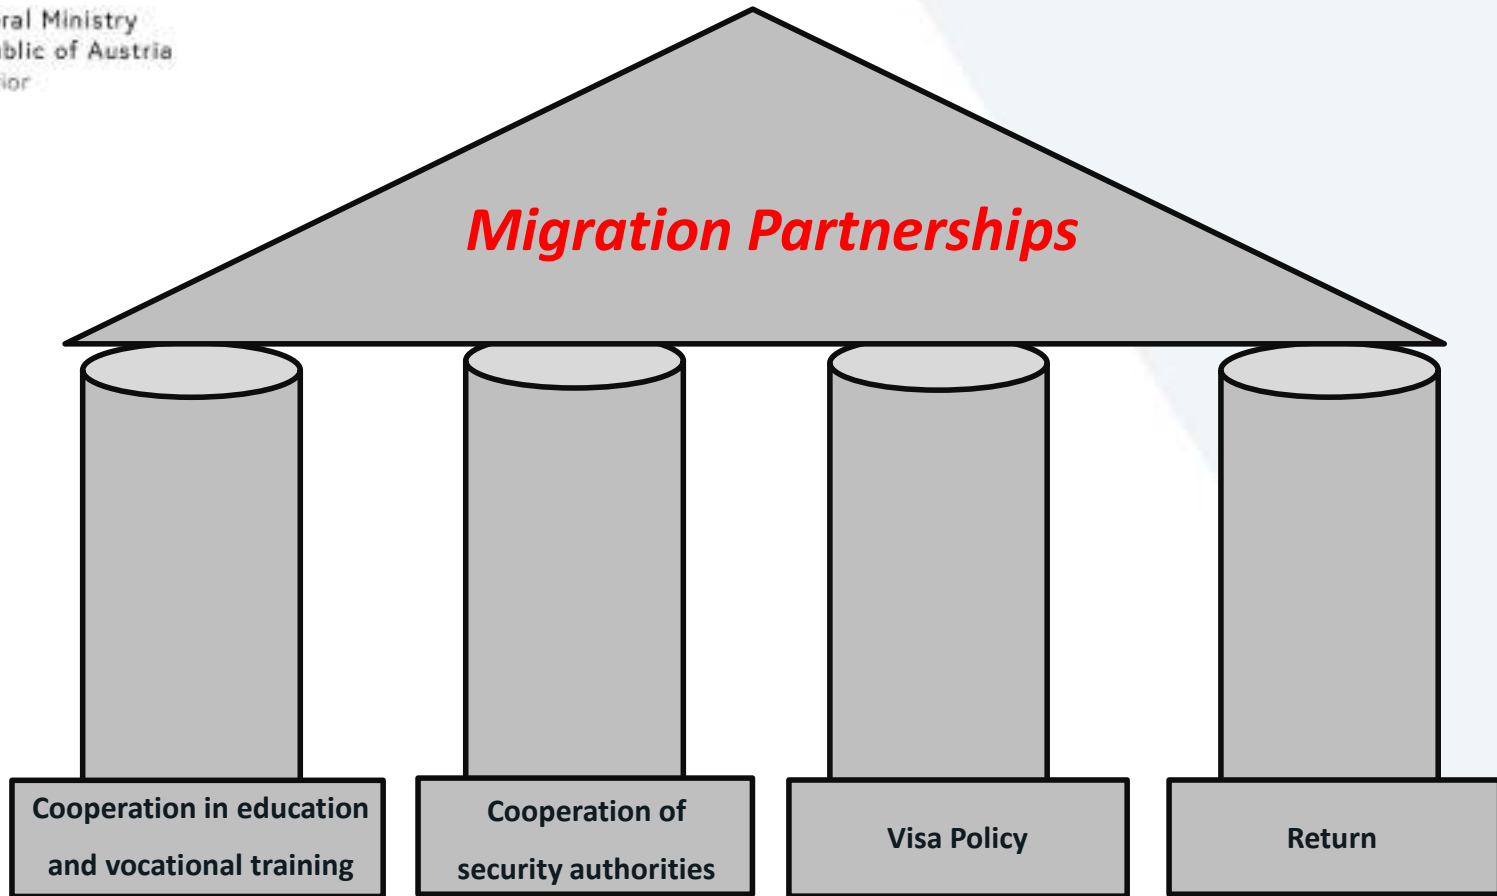 ral Ministry
blic of Austria
ior
Migration Partnerships
Cooperation in education
and vocational training
Cooperation of
security authorities
Visa Policy
Return